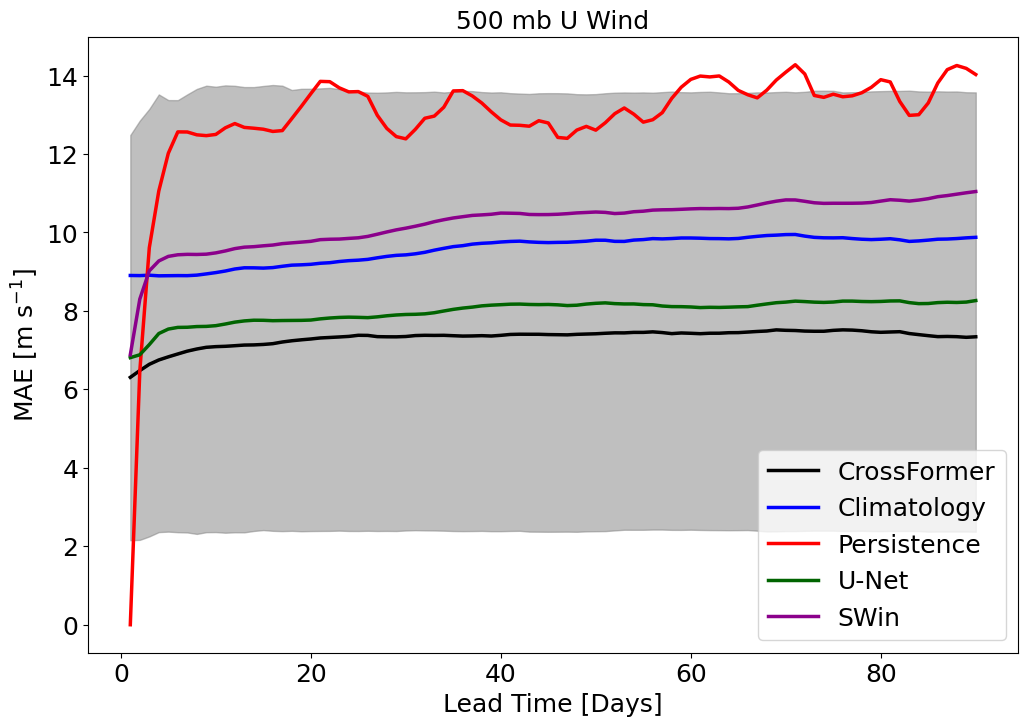 500 mb U Wind
MAE [m s⁻¹]
14
12
10
8
6
4
2
0
0 20 40 60 80
Lead Time [Days]
CrossFormer
Climatology
Persistence
U-Net
SWin